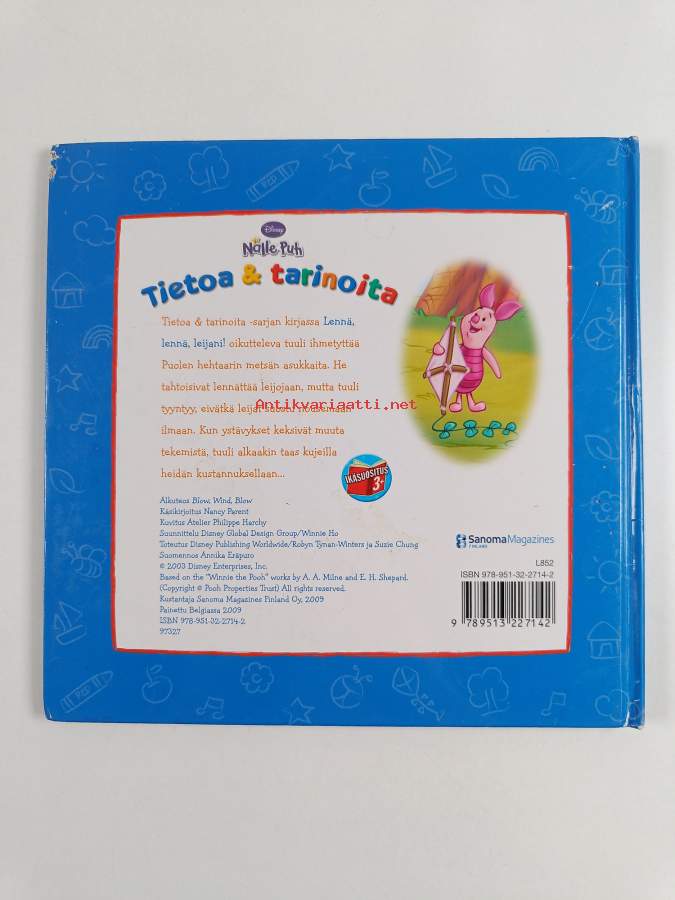 Disney
Nalle Puh
Tietoa & tarinoita
Tietoa & tarinoita -sarjan kirjassa Lennä,
lennä, leijani! oikutteleva tuuli ihmetyttää
Puolen hehtaarin metsän asukkaita. He
tahtoisivat lennättää leijojaan, mutta tuuli
tyyntyy, eivätkä leijat suostu nousemaan
Antikvariaatti.net
ilmaan. Kun ystävykset keksivät muuta
tekemistä, tuuli alkaakin taas kujeilla
heidän kustannuksellaan...
IKÄSUOSITUS
3+
Alkuteos Blow, Wind, Blow
Käsikirjoitus Nancy Parent
Kuvitus Atelier Philippe Harchy
Suunnittelu Disney Global Design Group/Winnie Ho
Toteutus Disney Publishing Worldwide/Robyn Tynan-Winters ja Suzie Chung
Suomennos Annika Eräpuro
© 2003 Disney Enterprises, Inc.
Based on the "Winnie the Pooh" works by A. A. Milne and E. H. Shepard.
(Copyright © Pooh Properties Trust) All rights reserved.
Kustantaja Sanoma Magazines Finland Oy, 2009
Painettu Belgiassa 2009
ISBN 978-951-32-2714-2
97327
SanomaMagazines
FINLAND
L852
ISBN 978-951-32-2714-2
9 789513 227142